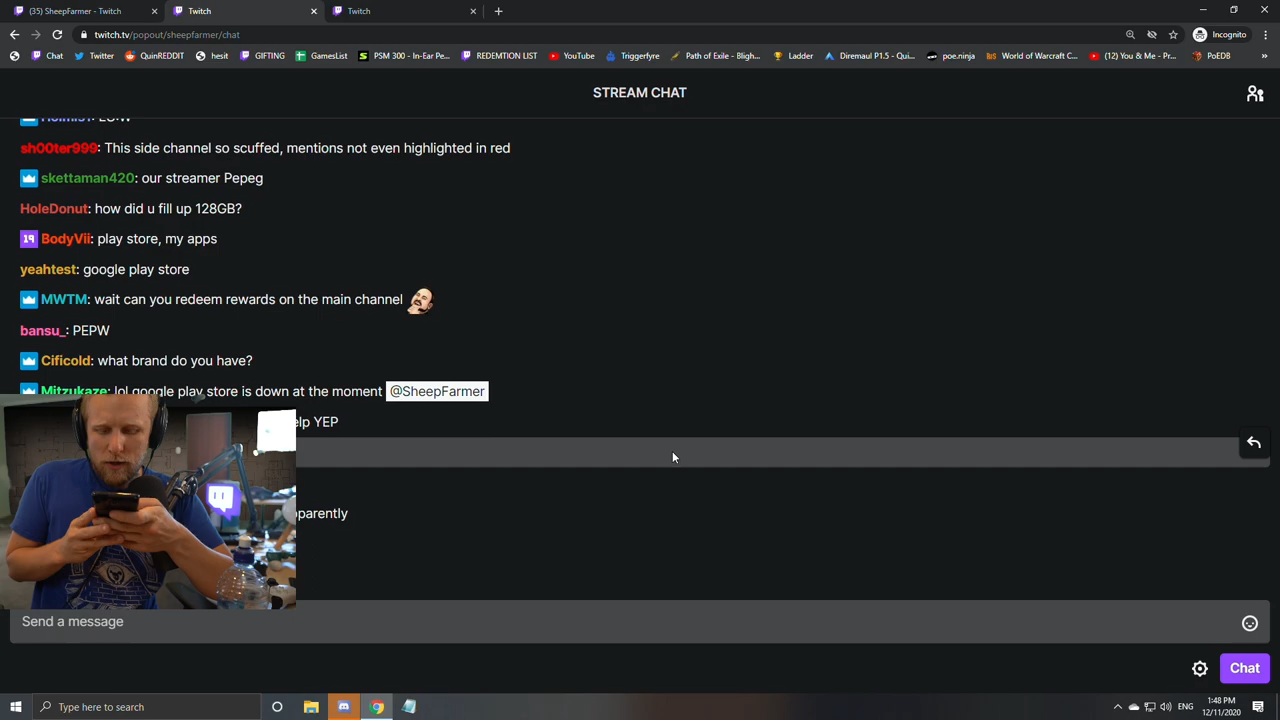 (35) SheepFarmer - Twitch
Twitch
Twitch
twitch.tv/popout/sheepfarmer/chat
Incognito
Chat
Twitter
QuinREDDIT
hesit
GIFTING
GamesList
PSM 300 - In-Ear Pe...
REDEMTION LIST
YouTube
Triggerfyre
Path of Exile - Bligh...
Ladder
Diremaul P1.5 - Qui...
poe.ninja
World of Warcraft C...
(12) You & Me - Pr...
PoEDB
STREAM CHAT
sh00ter999: This side channel so scuffed, mentions not even highlighted in red
skettaman420: our streamer Pepeg
HoleDonut: how did u fill up 128GB?
19 BodyVii: play store, my apps
yeahtest: google play store
MWTM: wait can you redeem rewards on the main channel
bansu_: PEPW
Cificold: what brand do you have?
Mitzukaze: lol google play store is down at the moment @SheepFarmer
elp YEP
pparently
Send a message
Chat
Type here to search
ENG
1:48 PM
12/11/2020